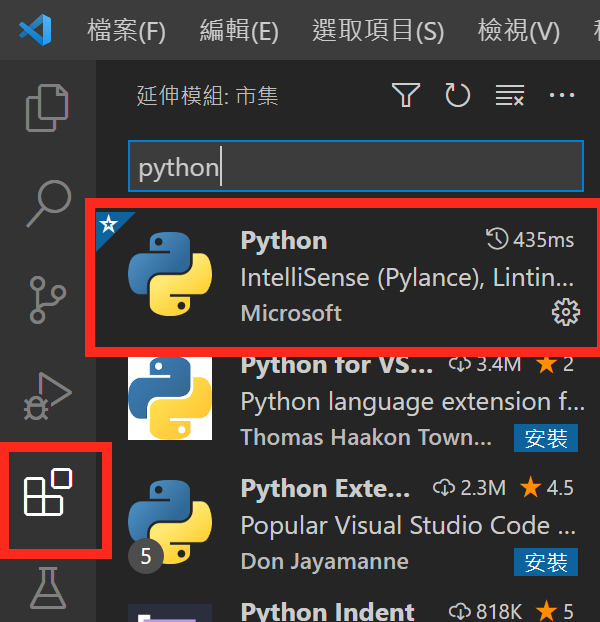 檔案(F) 編輯(E) 選取項目(S) 檢視(V)
延伸模組: 市集
python
Python 435ms
IntelliSense (Pylance), Lintin...
Microsoft
Python for VS... 3.4M 2
Python language extension f...
Thomas Haakon Town... 安裝
Python Exte... 2.3M 4.5
Popular Visual Studio Code ...
5
Don Jayamanne 安裝
Python Indent 818K 5